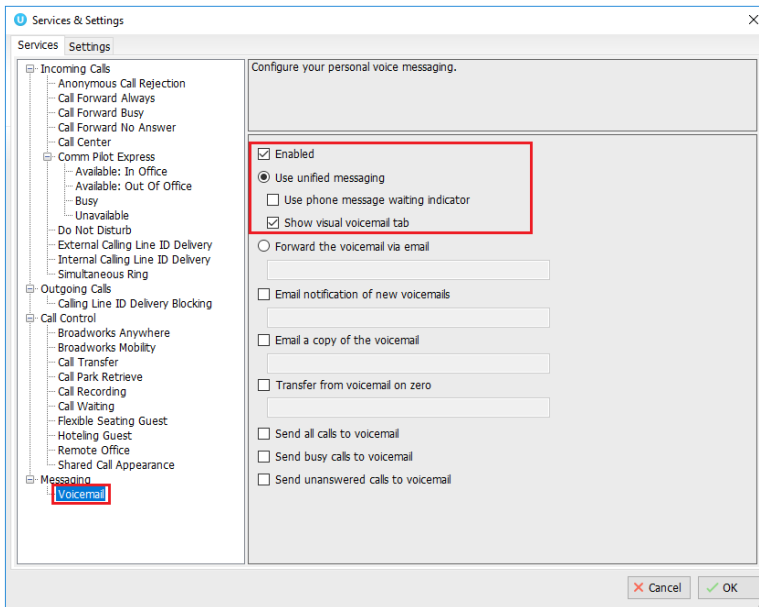 Services & Settings
Services Settings
Incoming Calls
Anonymous Call Rejection
Call Forward Always
Call Forward Busy
Call Forward No Answer
Call Center
Comm Pilot Express
Available: In Office
Available: Out Of Office
Busy
Unavailable
Do Not Disturb
External Calling Line ID Delivery
Internal Calling Line ID Delivery
Simultaneous Ring
Outgoing Calls
Calling Line ID Delivery Blocking
Call Control
Broadworks Anywhere
Broadworks Mobility
Call Transfer
Call Park Retrieve
Call Recording
Call Waiting
Flexible Seating Guest
Hoteling Guest
Remote Office
Shared Call Appearance
Messaging
Voicemail
Configure your personal voice messaging.
Enabled
Use unified messaging
Use phone message waiting indicator
Show visual voicemail tab
Forward the voicemail via email
Email notification of new voicemails
Email a copy of the voicemail
Transfer from voicemail on zero
Send all calls to voicemail
Send busy calls to voicemail
Send unanswered calls to voicemail
Cancel OK